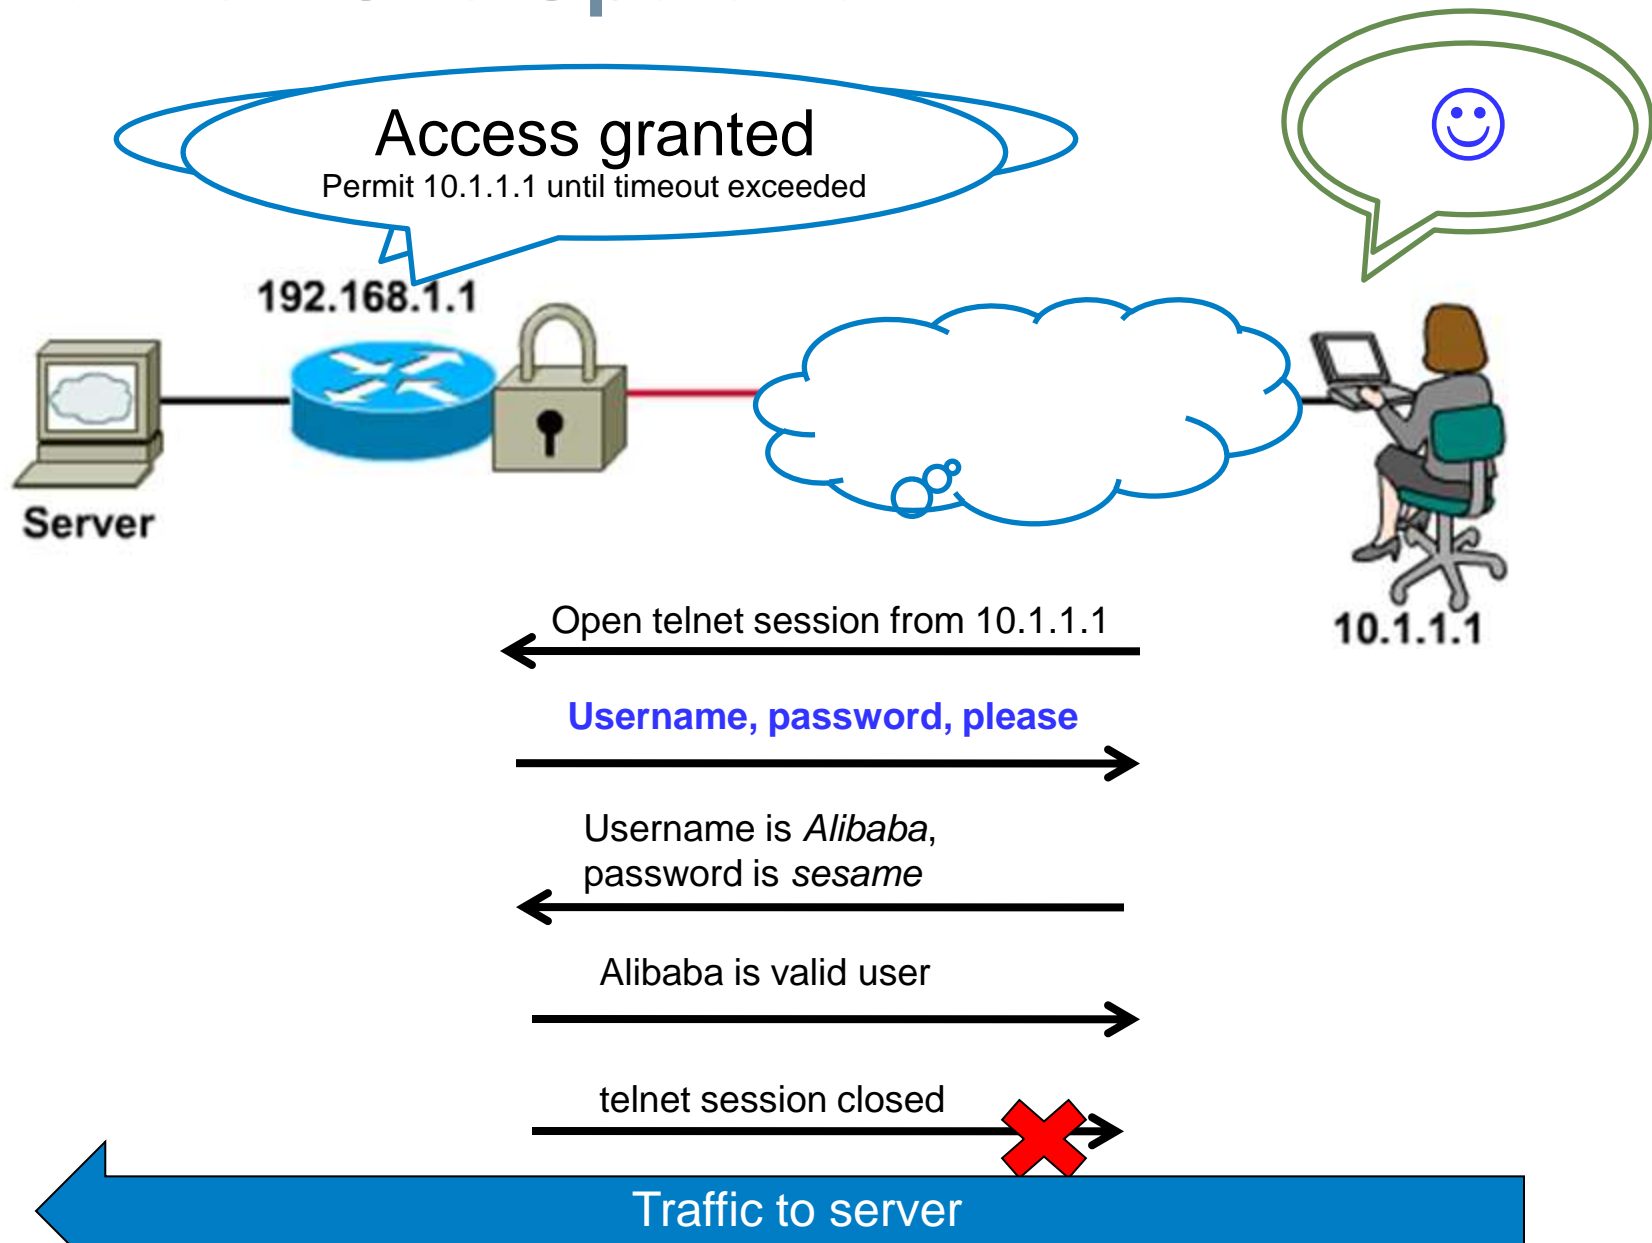 Access granted
Permit 10.1.1.1 until timeout exceeded
192.168.1.1
Server
10.1.1.1
Open telnet session from 10.1.1.1
Username, password, please
Username is Alibaba,
password is sesame
Alibaba is valid user
telnet session closed
Traffic to server